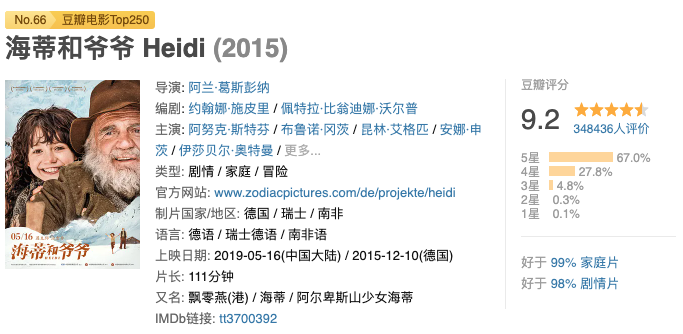 No.66 豆瓣电影Top250
海蒂和爷爷 Heidi (2015)
05/16
海蒂和爷爷
HEIDI
导演: 阿兰·葛斯彭纳
编剧: 约翰娜·施皮里 / 佩特拉·比翁迪娜·沃尔普
主演: 阿努克·斯特芬 / 布鲁诺·冈茨 / 昆林·艾格匹 / 安娜·申
茨 / 伊莎贝尔·奥特曼 / 更多...
类型: 剧情 / 家庭 / 冒险
官方网站: www.zodiacpictures.com/de/projekte/heidi
制片国家/地区: 德国 / 瑞士 / 南非
语言: 德语 / 瑞士德语 / 南非语
上映日期: 2019-05-16(中国大陆) / 2015-12-10(德国)
片长: 111分钟
又名: 飘零燕(港) / 海蒂 / 阿尔卑斯山少女海蒂
IMDb链接: tt3700392
豆瓣评分
9.2
348436人评价
5星 67.0%
4星 27.8%
3星 4.8%
2星 0.3%
1星 0.1%
好于 99% 家庭片
好于 98% 剧情片